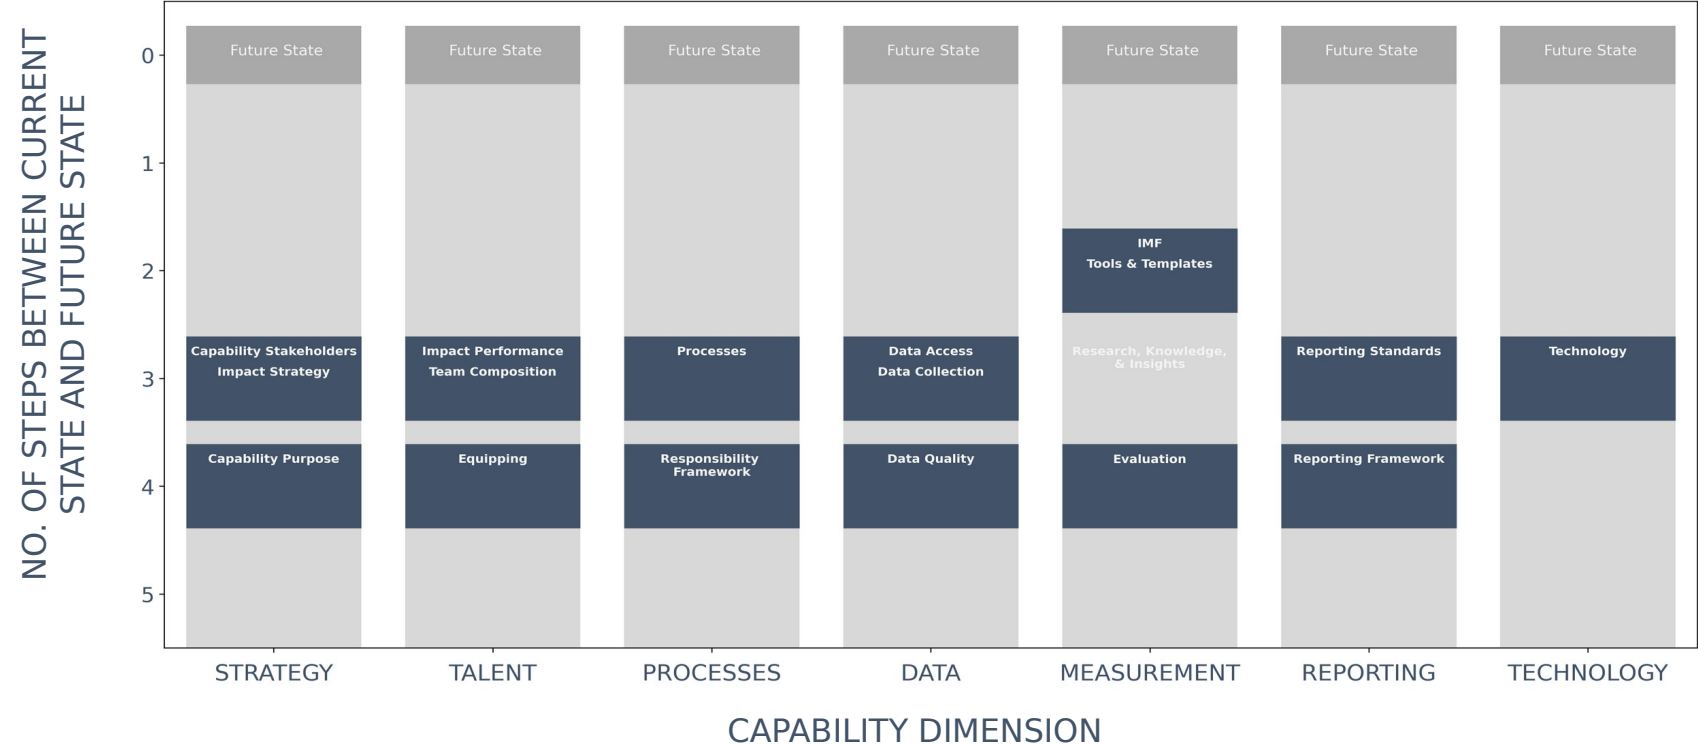 NO. OF STEPS BETWEEN CURRENT
STATE AND FUTURE STATE
0
1
2
3
4
5
Future State
Future State
Future State
Future State
Future State
Future State
Future State
IMF
Tools & Templates
Capability Stakeholders
Impact Strategy
Impact Performance
Team Composition
Processes
Data Access
Data Collection
Research, Knowledge,
& Insights
Reporting Standards
Technology
Capability Purpose
Equipping
Responsibility
Framework
Data Quality
Evaluation
Reporting Framework
STRATEGY
TALENT
PROCESSES
DATA
MEASUREMENT
REPORTING
TECHNOLOGY
CAPABILITY DIMENSION